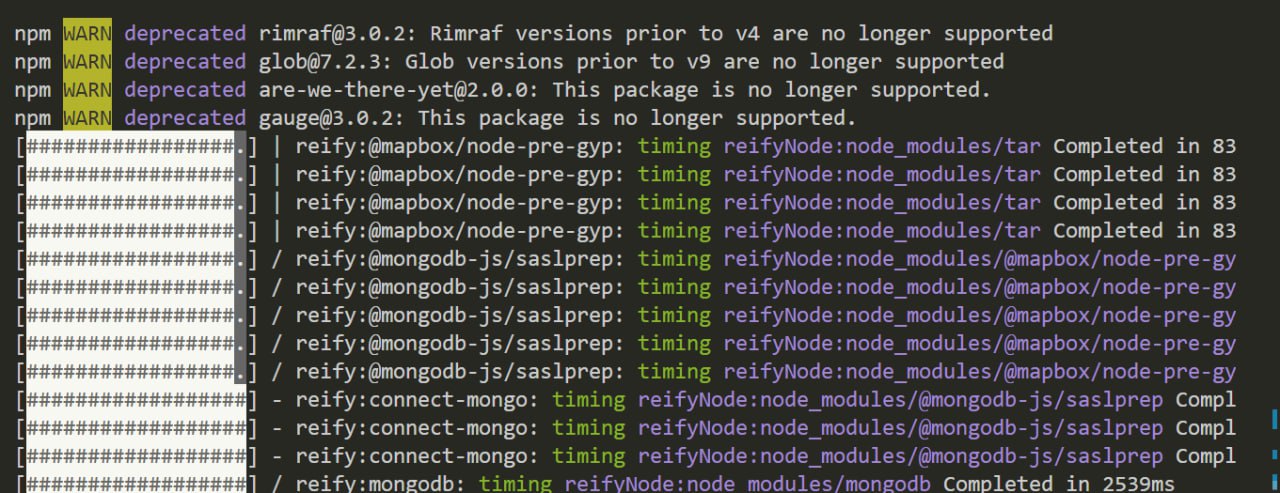 npm WARN deprecated rimraf@3.0.2: Rimraf versions prior to v4 are no longer supported
npm WARN deprecated glob@7.2.3: Glob versions prior to v9 are no longer supported
npm WARN deprecated are-we-there-yet@2.0.0: This package is no longer supported.
npm WARN deprecated gauge@3.0.2: This package is no longer supported.
[#################.] | reify:@mapbox/node-pre-gyp: timing reifyNode:node_modules/tar Completed in 83
[#################.] | reify:@mapbox/node-pre-gyp: timing reifyNode:node_modules/tar Completed in 83
[#################.] | reify:@mapbox/node-pre-gyp: timing reifyNode:node_modules/tar Completed in 83
[#################.] | reify:@mapbox/node-pre-gyp: timing reifyNode:node_modules/tar Completed in 83
[#################.] / reify:@mongodb-js/saslprep: timing reifyNode:node_modules/@mapbox/node-pre-gy
[#################.] / reify:@mongodb-js/saslprep: timing reifyNode:node_modules/@mapbox/node-pre-gy
[#################.] / reify:@mongodb-js/saslprep: timing reifyNode:node_modules/@mapbox/node-pre-gy
[#################.] / reify:@mongodb-js/saslprep: timing reifyNode:node_modules/@mapbox/node-pre-gy
[#################.] / reify:@mongodb-js/saslprep: timing reifyNode:node_modules/@mapbox/node-pre-gy
[##################] - reify:connect-mongo: timing reifyNode:node_modules/@mongodb-js/saslprep Compl
[##################] - reify:connect-mongo: timing reifyNode:node_modules/@mongodb-js/saslprep Compl
[##################] - reify:connect-mongo: timing reifyNode:node_modules/@mongodb-js/saslprep Compl
[##################] / reify:mongodb: timing reifyNode:node_modules/mongodb Completed in 2539ms